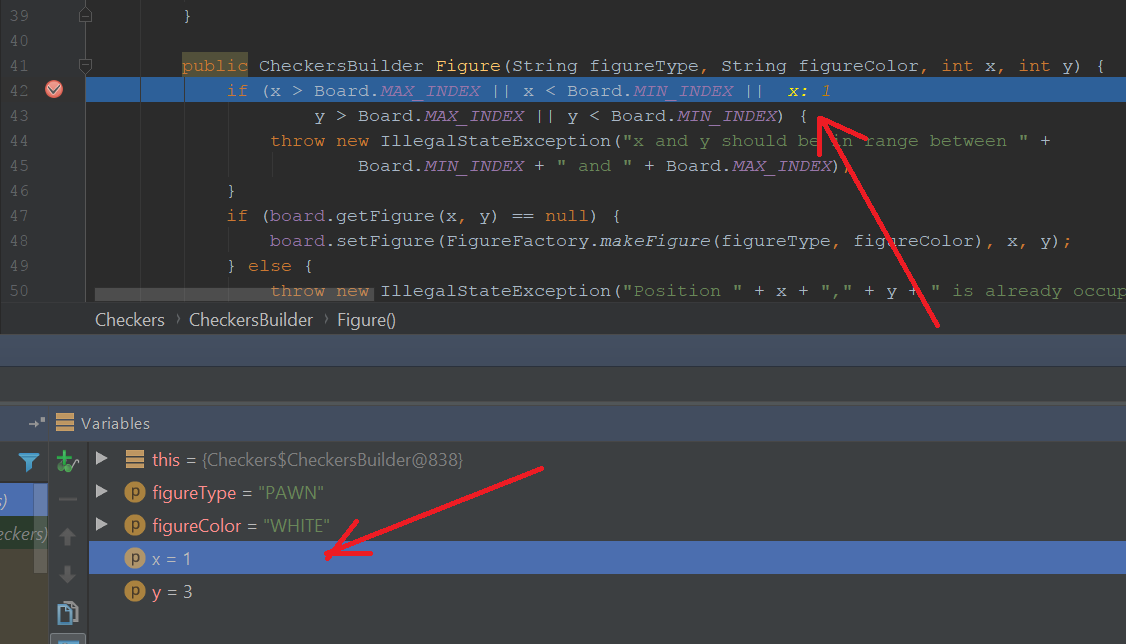 39 }
40
41 public CheckersBuilder Figure(String figureType, String figureColor, int x, int y) {
42 if (x > Board.MAX_INDEX || x < Board.MIN_INDEX || x: 1
43 y > Board.MAX_INDEX || y < Board.MIN_INDEX) {
44 throw new IllegalStateException("x and y should be in range between " +
45 Board.MIN_INDEX + " and " + Board.MAX_INDEX)
46 }
47 if (board.getFigure(x, y) == null) {
48 board.setFigure(FigureFactory.makeFigure(figureType, figureColor), x, y);
49 } else {
50 throw new IllegalStateException("Position " + x + "," + y + " is already occup
Checkers CheckersBuilder Figure()
Variables
this = {Checkers$CheckersBuilder@838}
p figureType = "PAWN"
s)
p figureColor = "WHITE"
eckers)
p x = 1
p y = 3